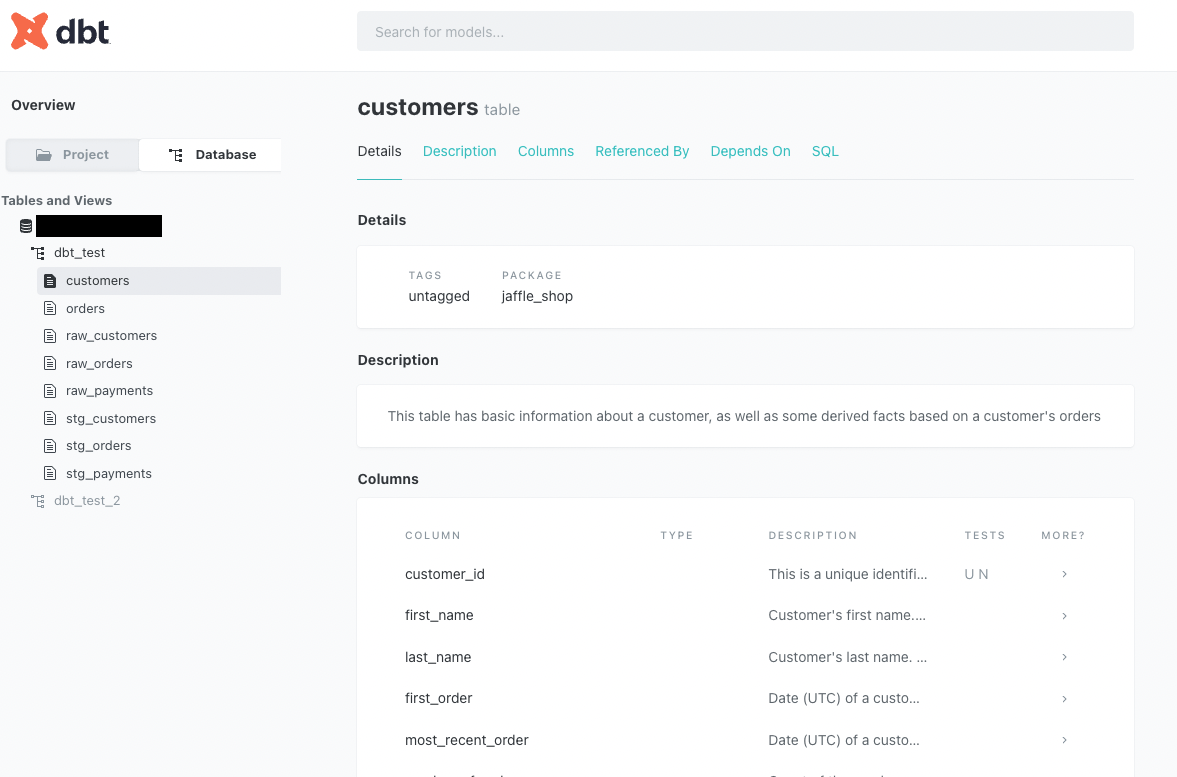 dbt
Search for models...
Overview
Project
Database
Tables and Views
dbt_test
customers
orders
raw_customers
raw_orders
raw_payments
stg_customers
stg_orders
stg_payments
dbt_test_2
customers table
Details Description Columns Referenced By Depends On SQL
Details
TAGS PACKAGE
untagged jaffle_shop
Description
This table has basic information about a customer, as well as some derived facts based on a customer's orders
Columns
COLUMN TYPE DESCRIPTION TESTS MORE?
customer_id This is a unique identifi... U N
first_name Customer's first name....
last_name Customer's last name. ...
first_order Date (UTC) of a custo...
most_recent_order Date (UTC) of a custo...